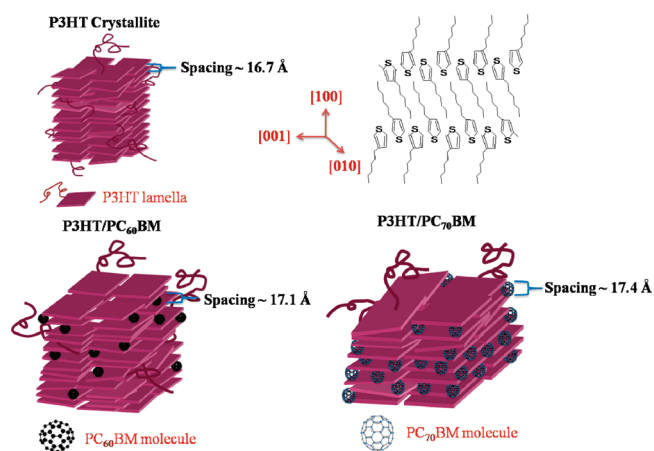 P3HT Crystallite
Spacing ~ 16.7 Å
[100]
[001]
[010]
P3HT lamella
S S S S S S S S
S S S S S S S S
P3HT/PC₆₀BM
P3HT/PC₇₀BM
Spacing ~ 17.1 Å
Spacing ~ 17.4 Å
PC₆₀BM molecule
PC₇₀BM molecule